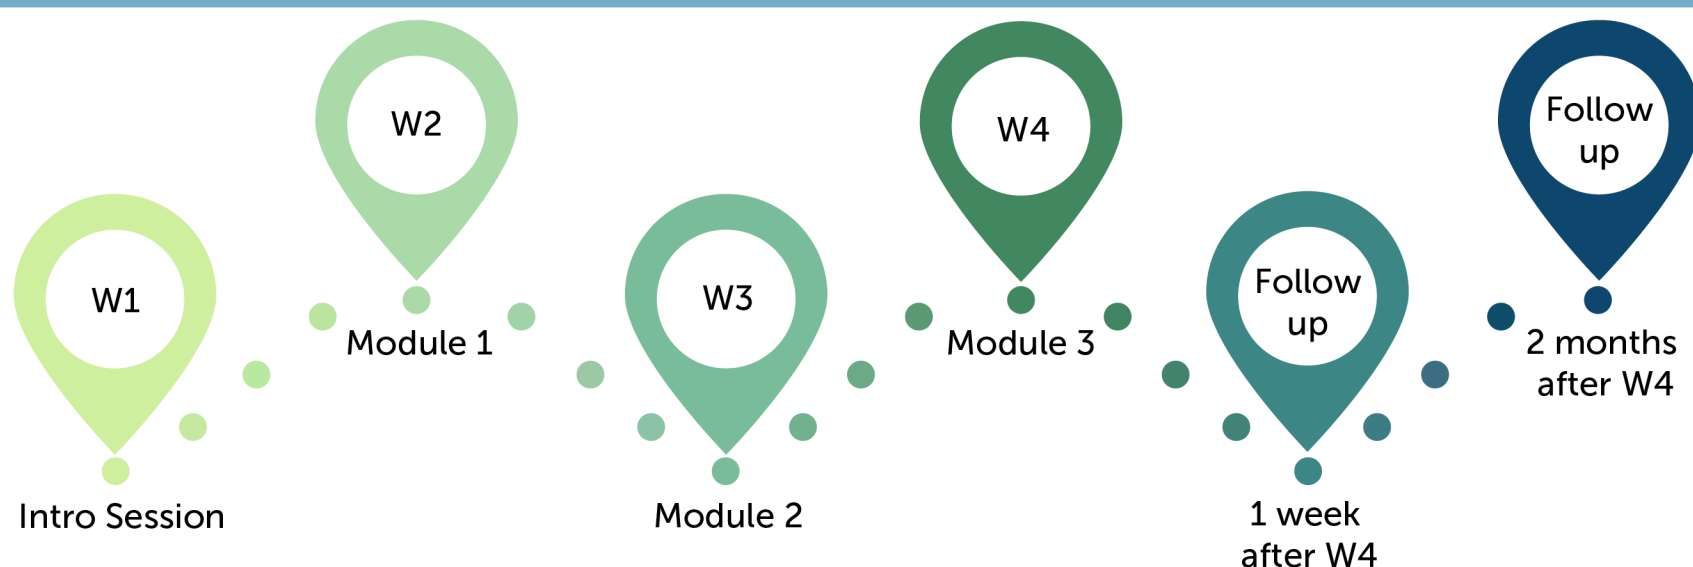 W1
Intro Session
W2
Module 1
W3
Module 2
W4
Module 3
Follow
up
1 week
after W4
Follow
up
2 months
after W4